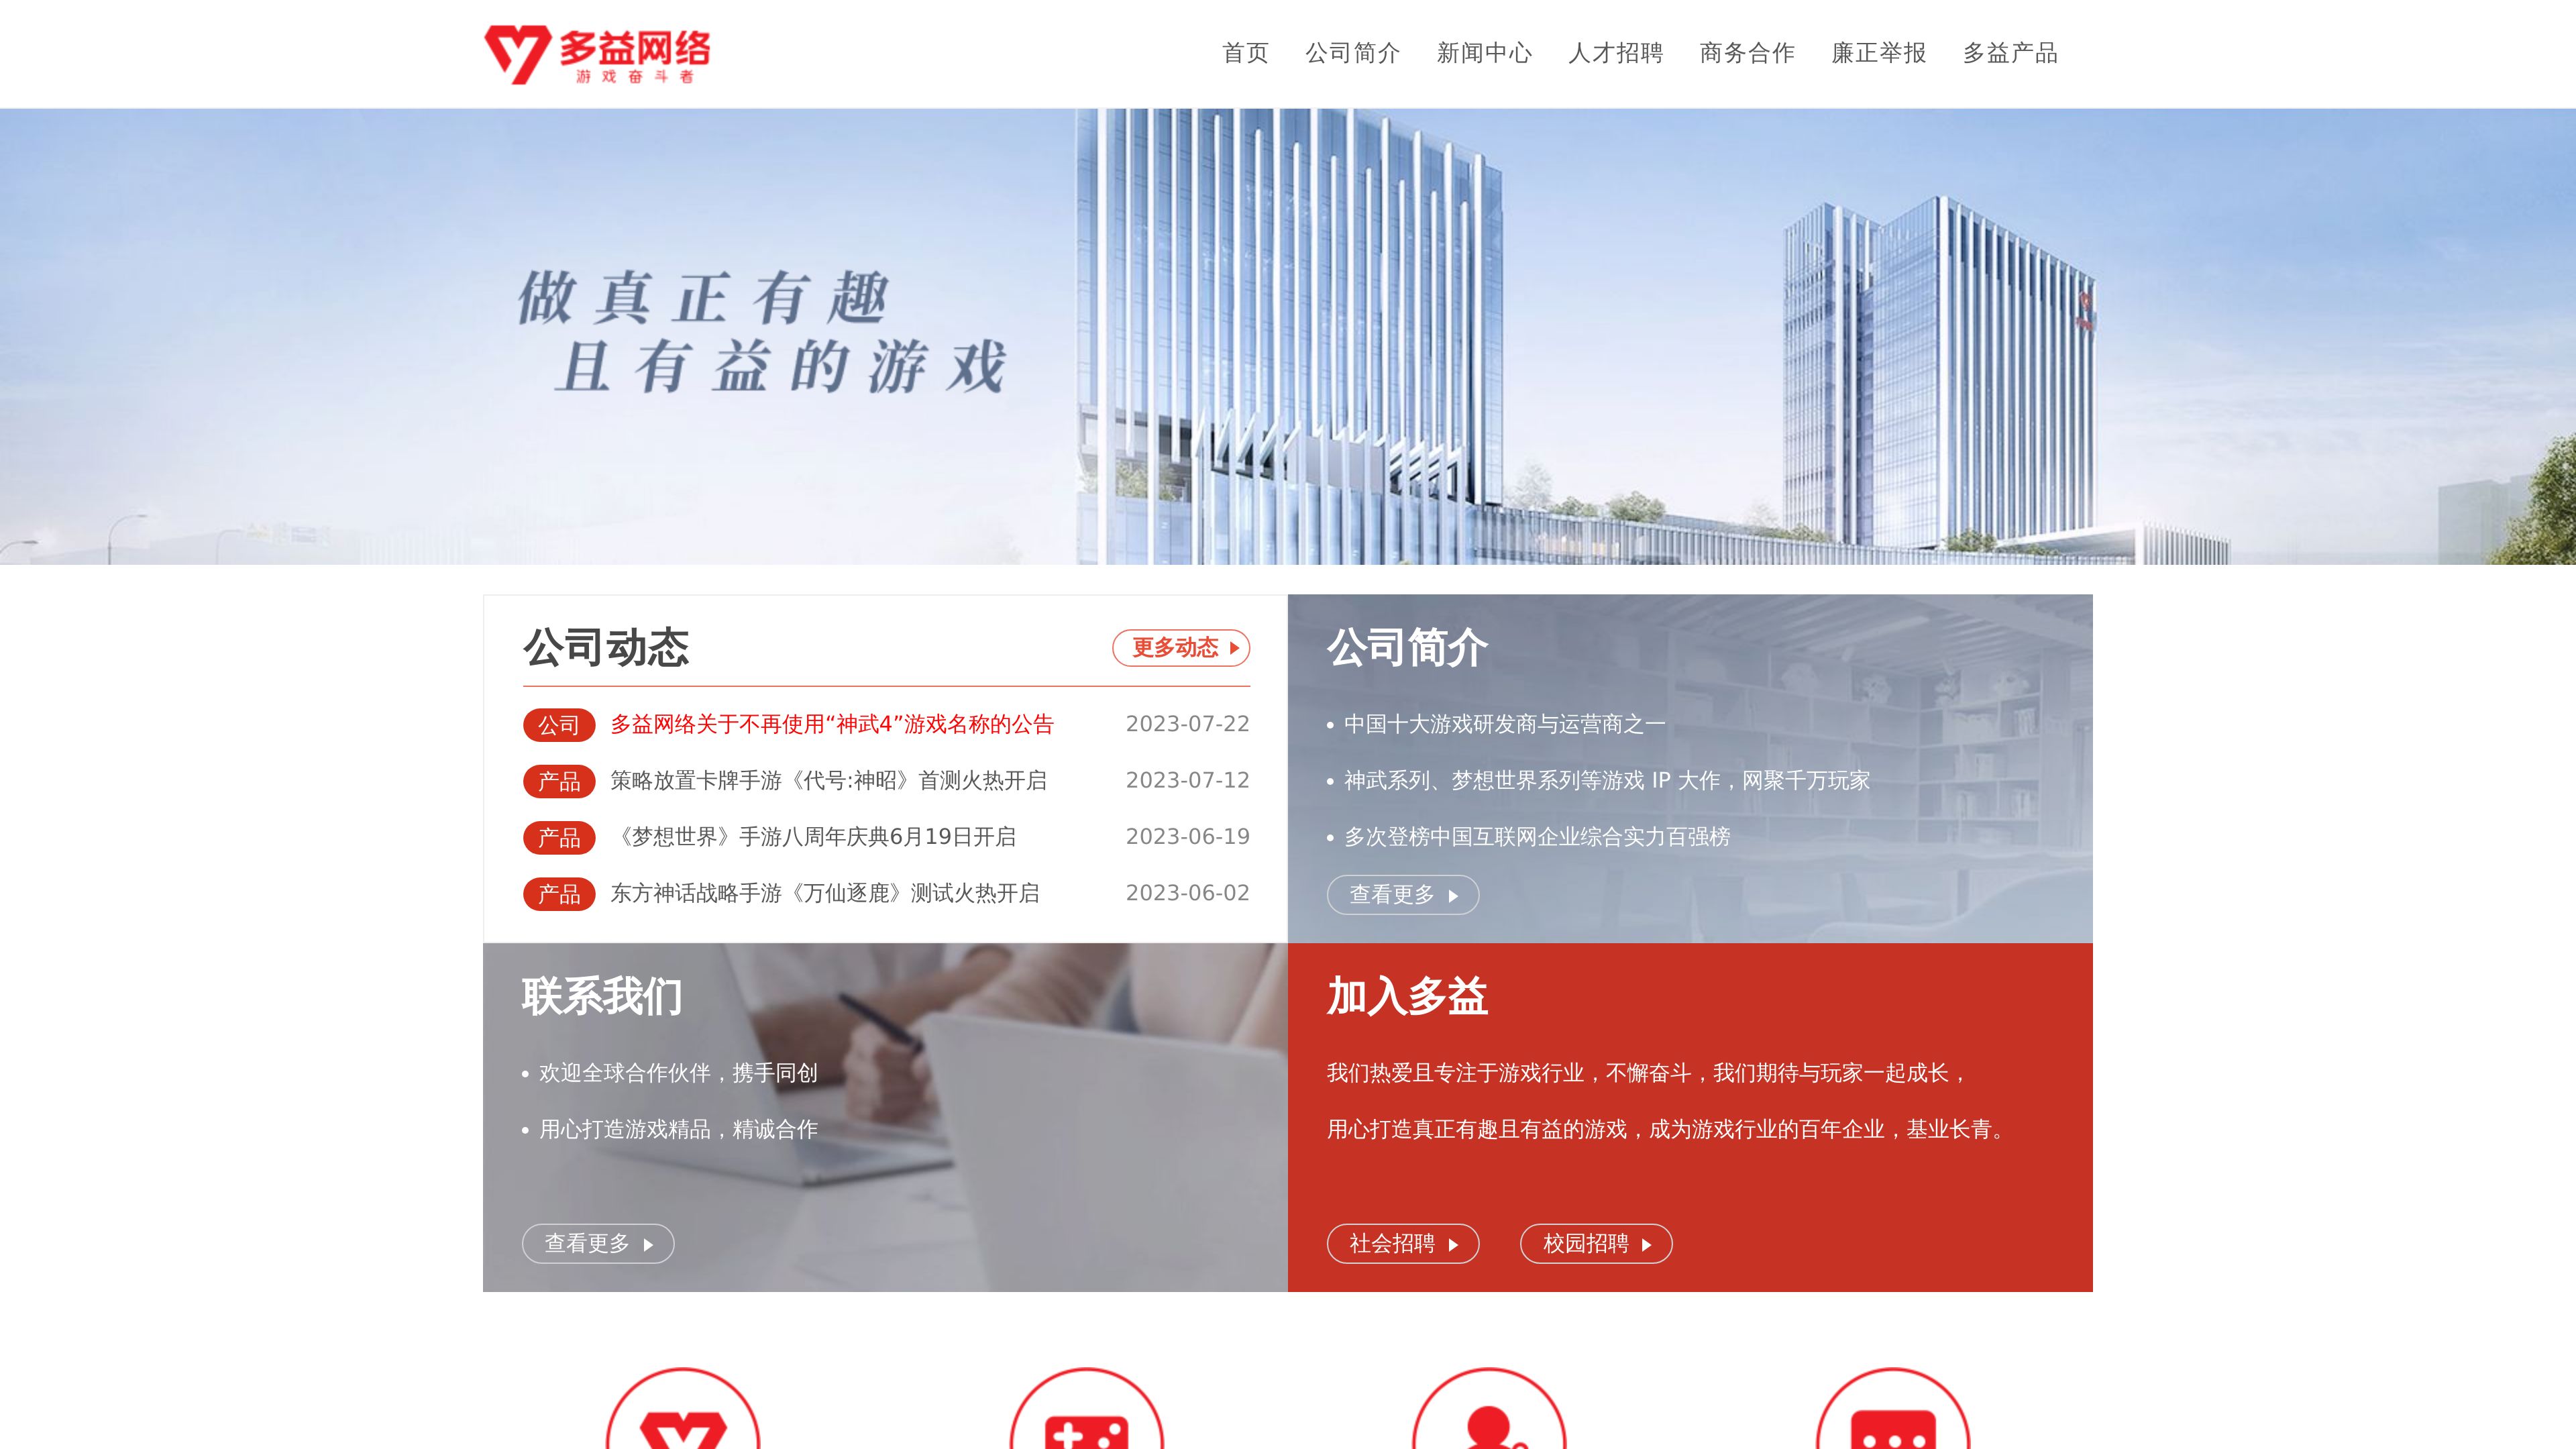 多益网络
游戏奋斗者
首页 公司简介 新闻中心 人才招聘 商务合作 廉正举报 多益产品
做真正有趣
且有益的游戏
公司动态
更多动态
公司 多益网络关于不再使用“神武4”游戏名称的公告 2023-07-22
产品 策略放置卡牌手游《代号:神昭》首测火热开启 2023-07-12
产品 《梦想世界》手游八周年庆典6月19日开启 2023-06-19
产品 东方神话战略手游《万仙逐鹿》测试火热开启 2023-06-02
公司简介
中国十大游戏研发商与运营商之一
神武系列、梦想世界系列等游戏 IP 大作，网聚千万玩家
多次登榜中国互联网企业综合实力百强榜
查看更多
联系我们
欢迎全球合作伙伴，携手同创
用心打造游戏精品，精诚合作
查看更多
加入多益
我们热爱且专注于游戏行业，不懈奋斗，我们期待与玩家一起成长，
用心打造真正有趣且有益的游戏，成为游戏行业的百年企业，基业长青。
社会招聘 校园招聘